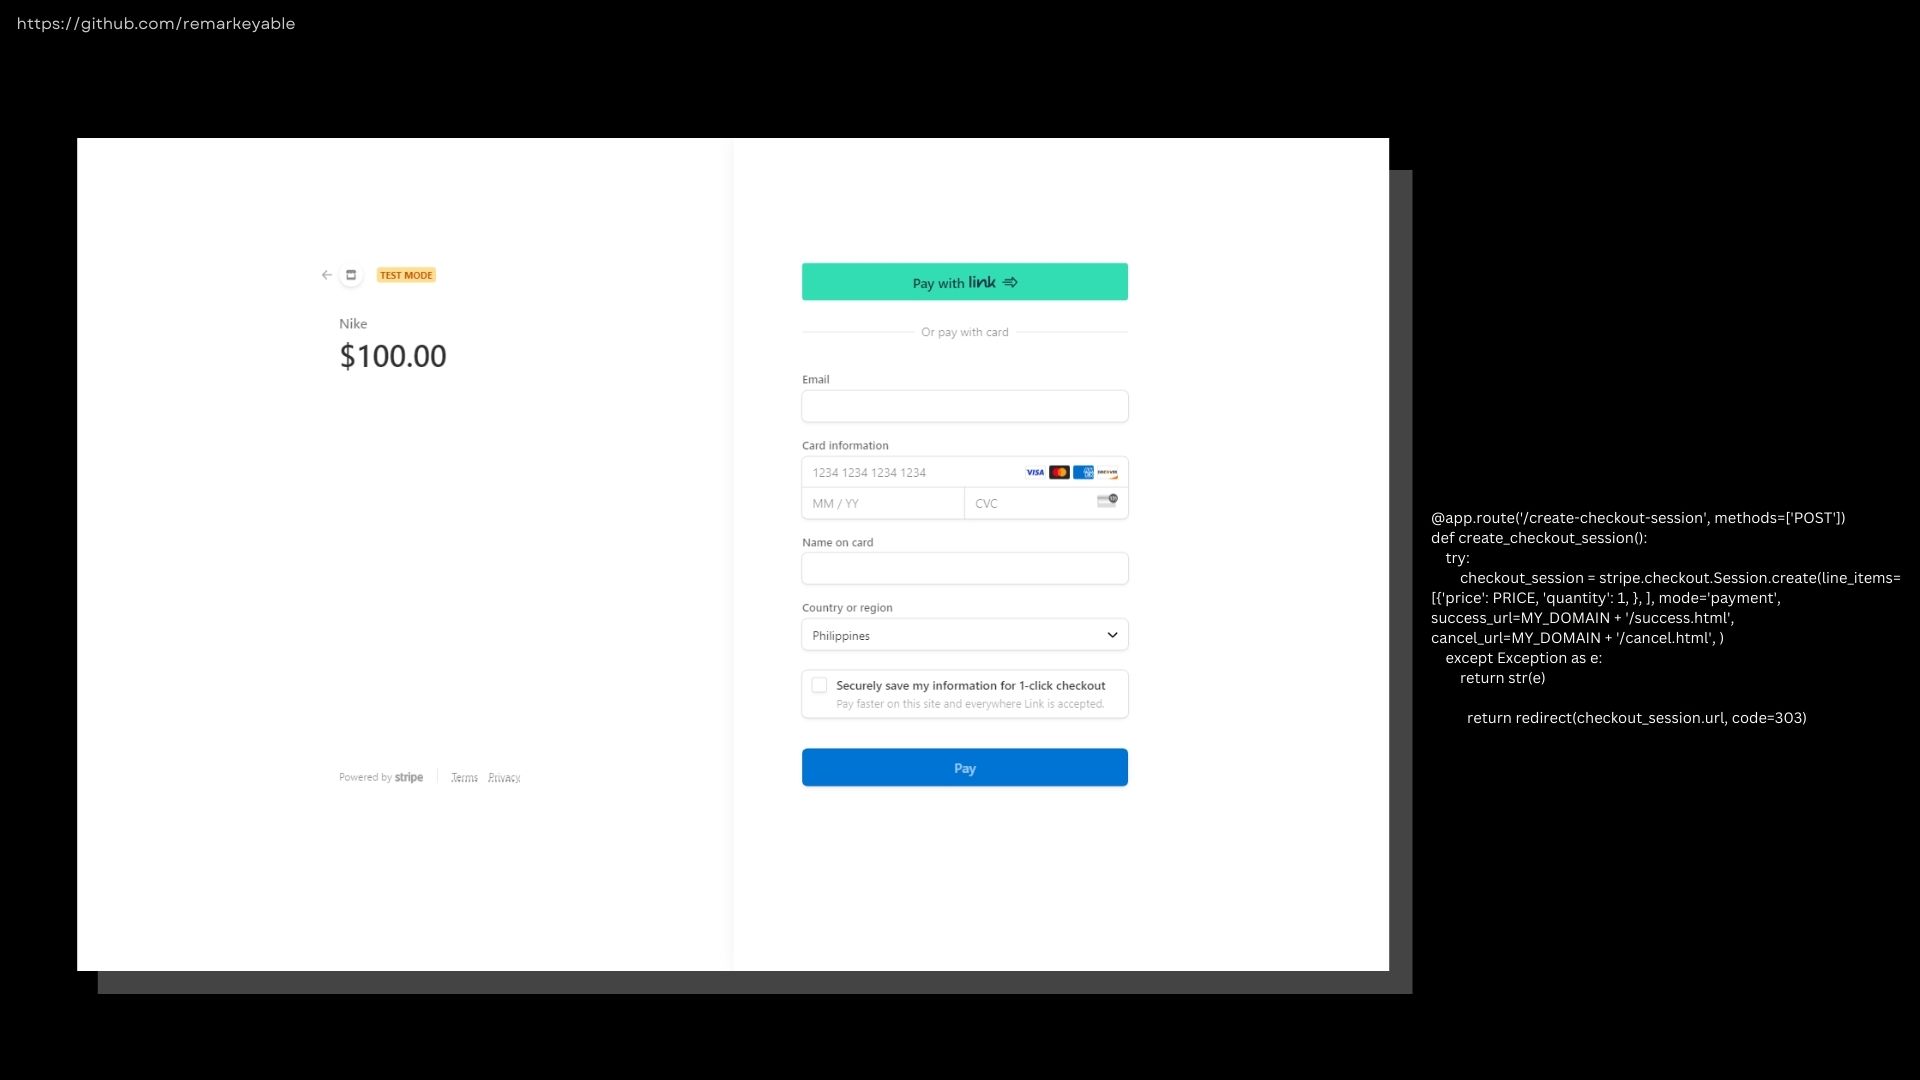 https://github.com/remarkeyable
TEST MODE
Nike
$100.00
Powered by stripe
Terms Privacy
Pay with link
Or pay with card
Email
Card information
1234 1234 1234 1234
VISA
DISCOVER
MM / YY
CVC
Name on card
Country or region
Philippines
Securely save my information for 1-click checkout
Pay faster on this site and everywhere Link is accepted.
Pay
@app.route('/create-checkout-session', methods=['POST'])
def create_checkout_session():
try:
checkout_session = stripe.checkout.Session.create(line_items=
[{'price': PRICE, 'quantity': 1, }, ], mode='payment',
success_url=MY_DOMAIN + '/success.html',
cancel_url=MY_DOMAIN + '/cancel.html', )
except Exception as e:
return str(e)
return redirect(checkout_session.url, code=303)